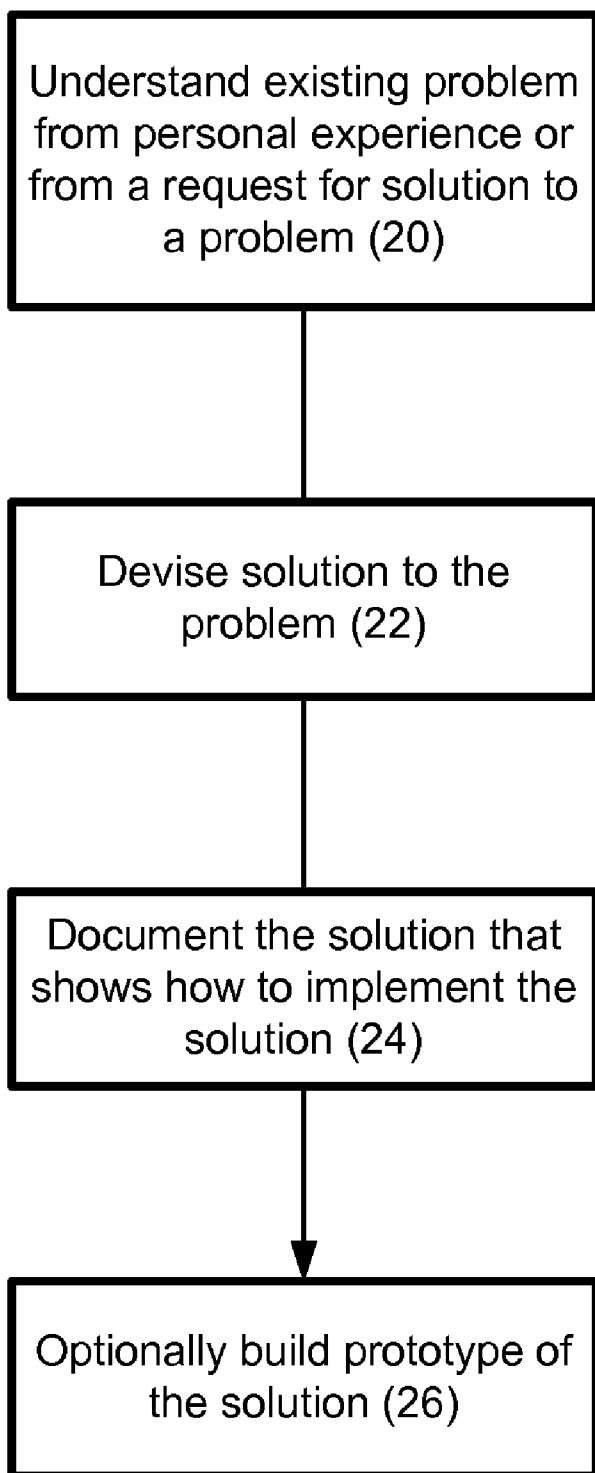 Understand existing problem
from personal experience or
from a request for solution to
a problem (20)
Devise solution to the
problem (22)
Document the solution that
shows how to implement the
solution (24)
Optionally build prototype of
the solution (26)